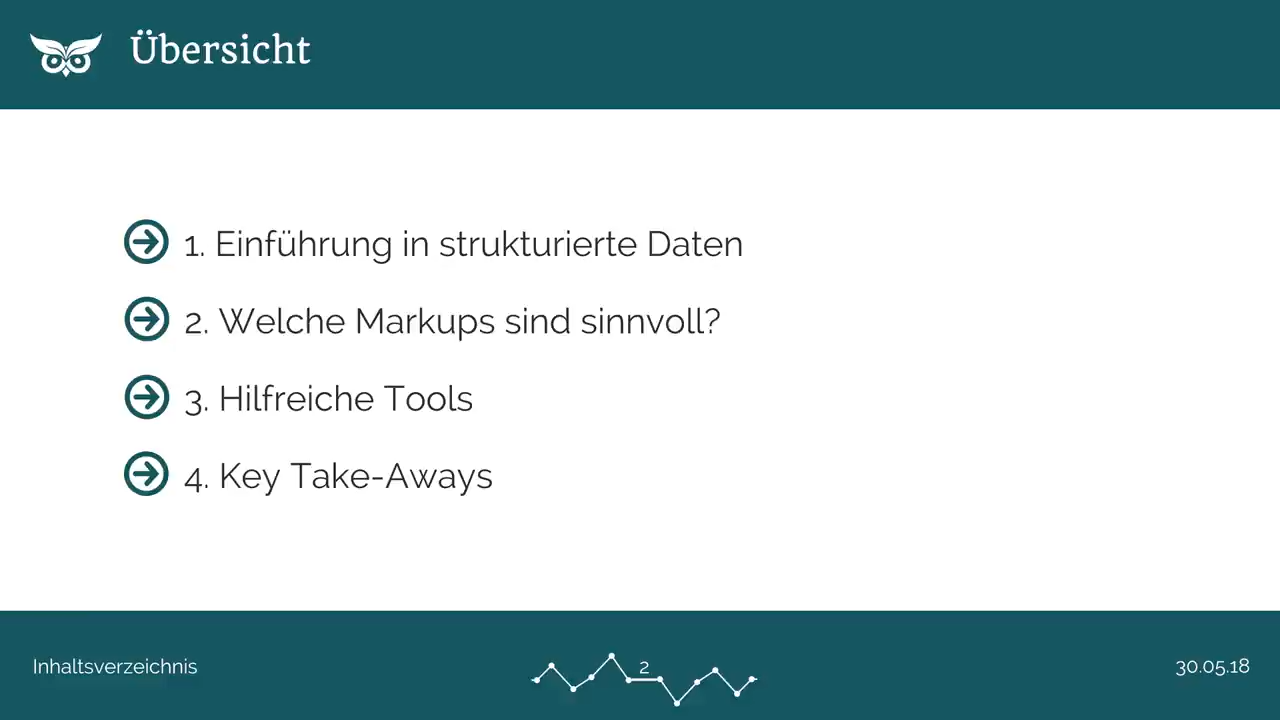 Übersicht
1. Einführung in strukturierte Daten
2. Welche Markups sind sinnvoll?
3. Hilfreiche Tools
4. Key Take-Aways
Inhaltsverzeichnis
2
30.05.18